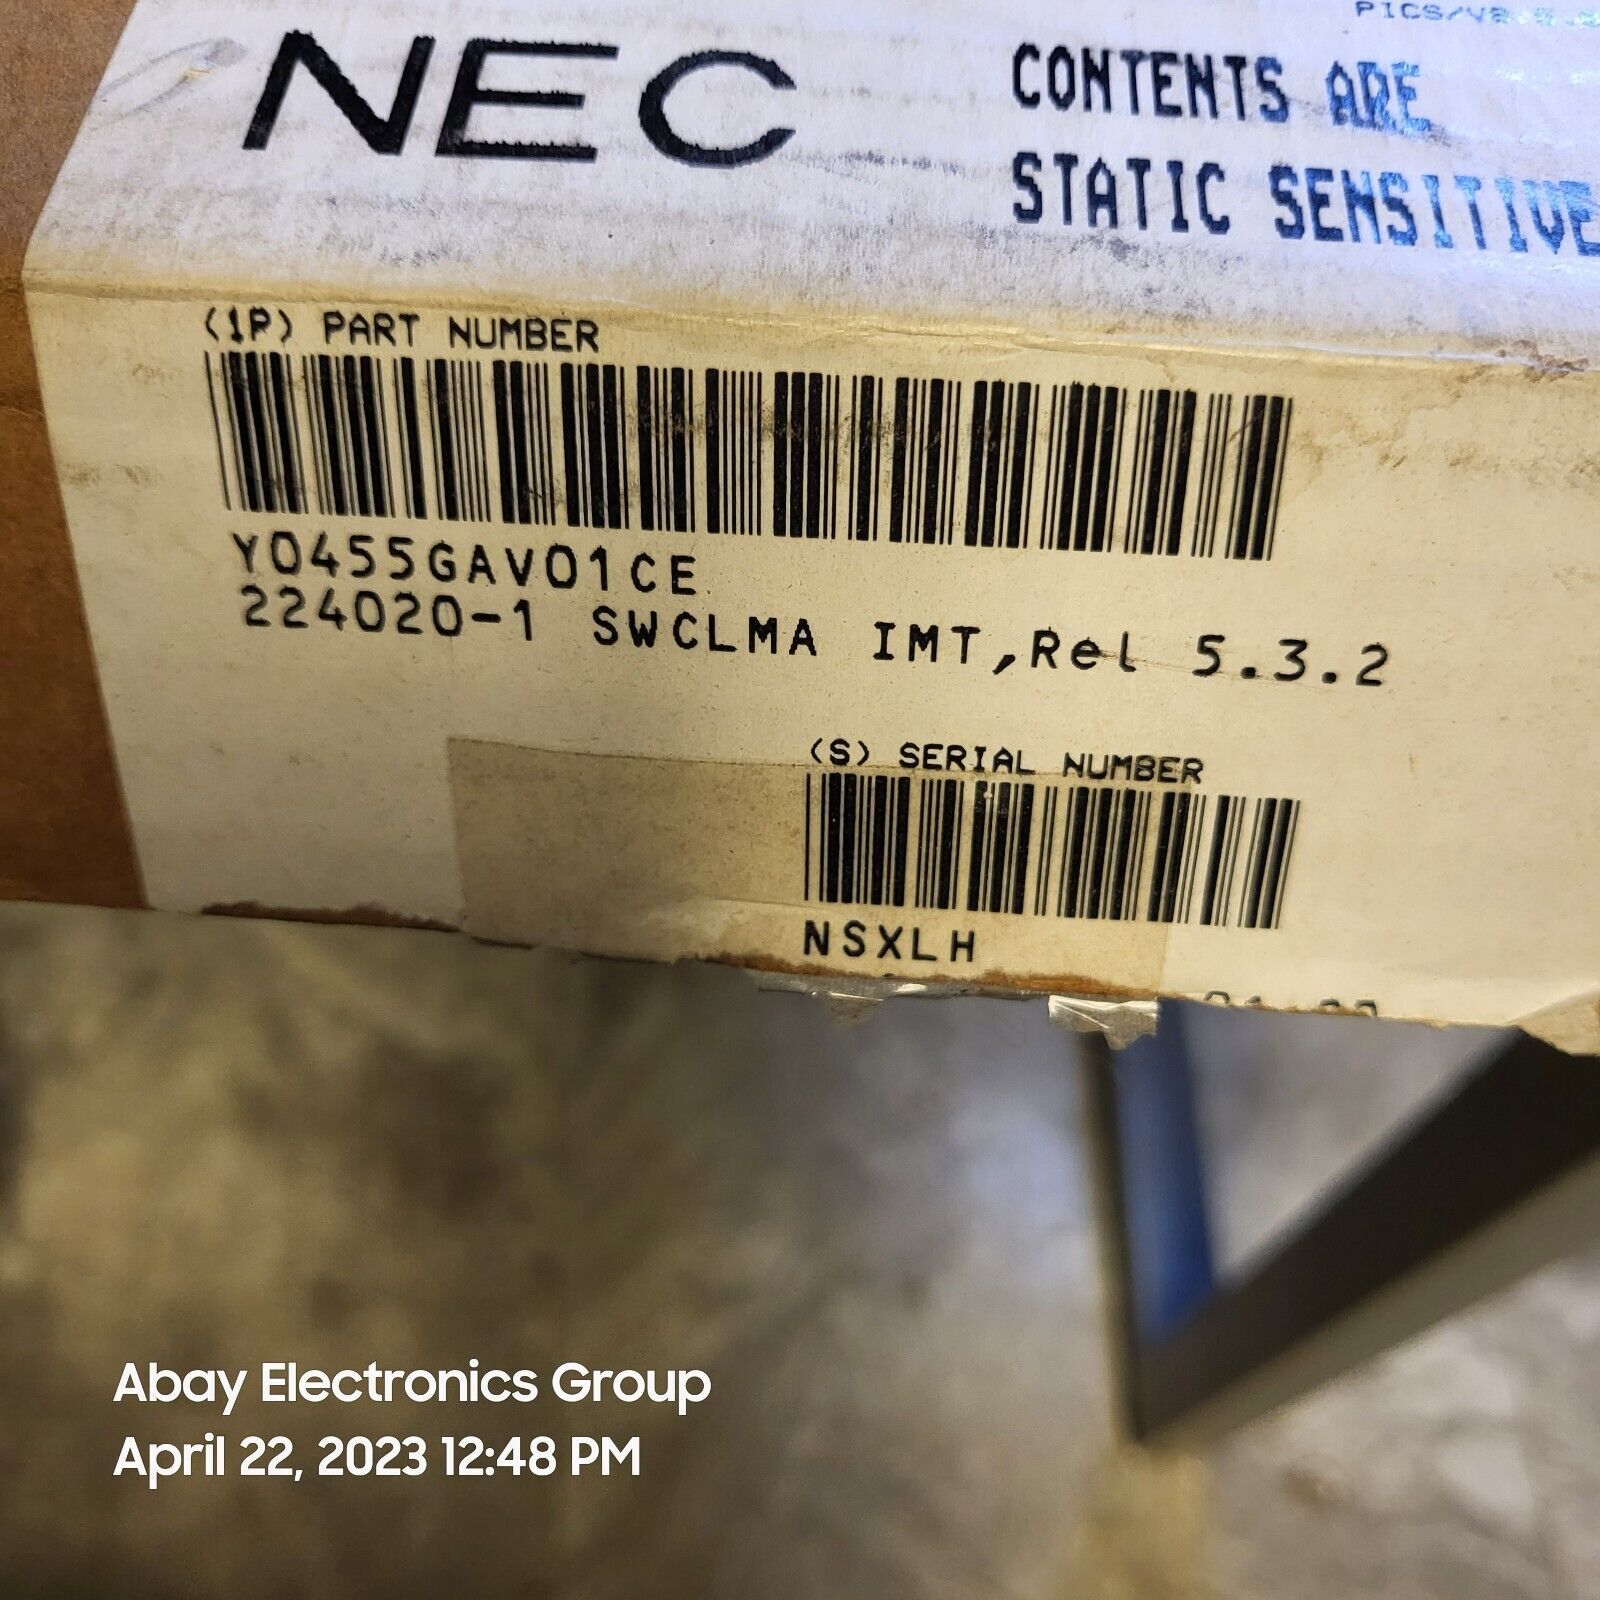 NEC
CONTENTS ARE
STATIC SENSITIVE
(1P) PART NUMBER
Y0455GAV01CE
224020-1 SWCLMA IMT,Rel 5.3.2
(S) SERIAL NUMBER
NSXLH
Abay Electronics Group
April 22, 2023 12:48 PM